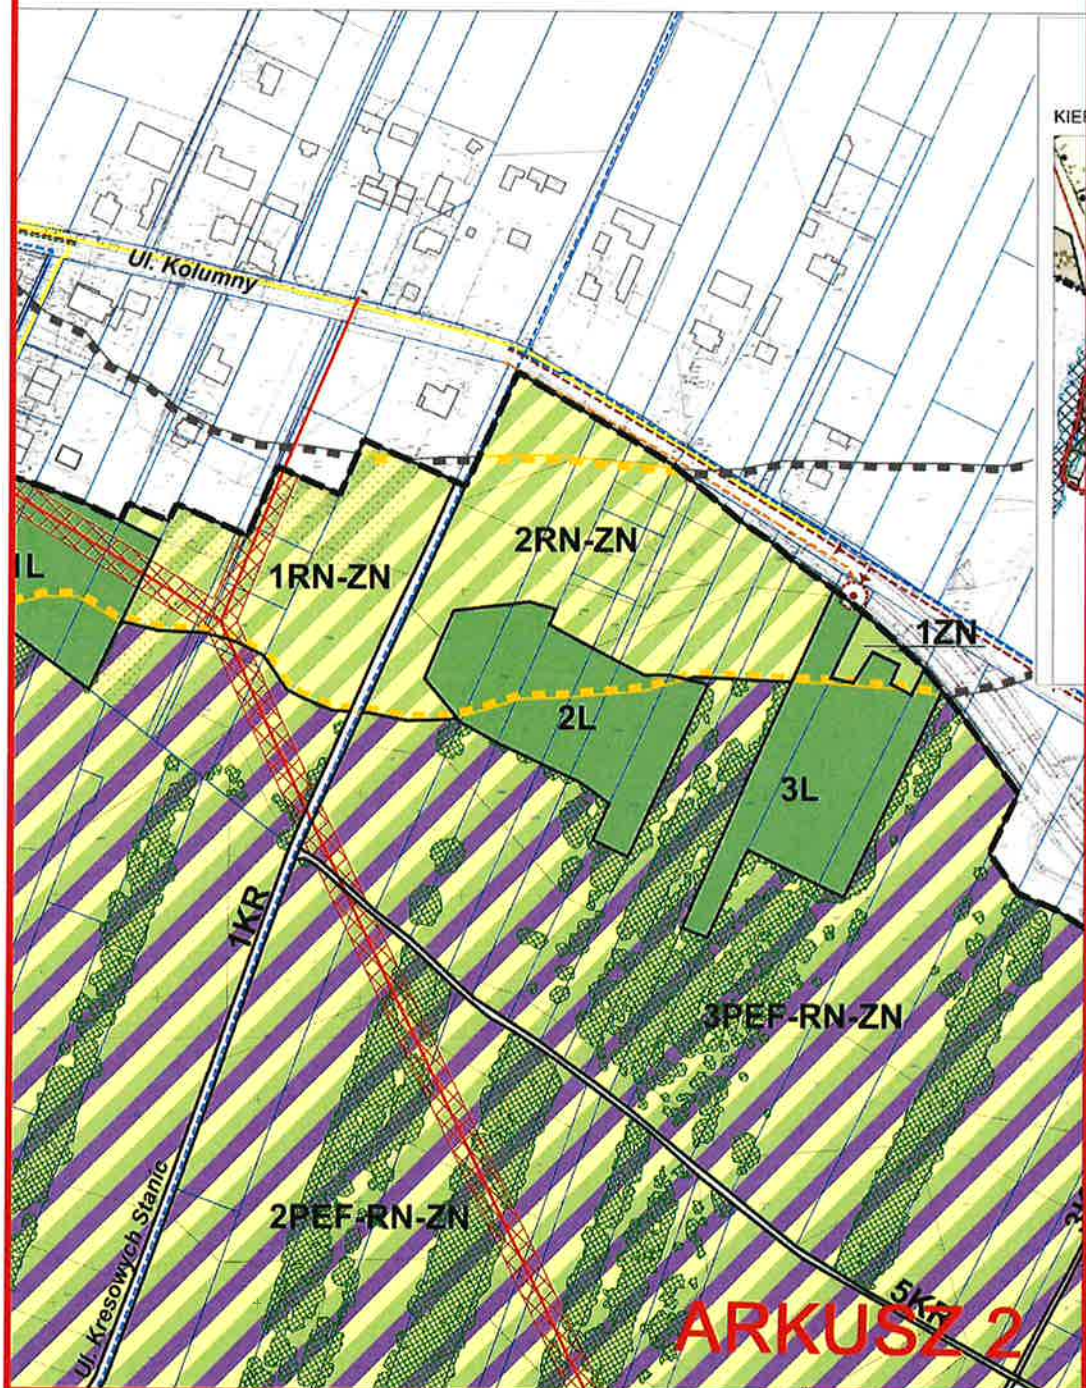 KIE
Ul. Kolumny
2RN-ZN
1L
1RN-ZN
1ZN
2L
3L
1KR
3PEF-RN-ZN
2PEF-RN-ZN
Ul. Kresowych Stanic
ARKUSZ 2